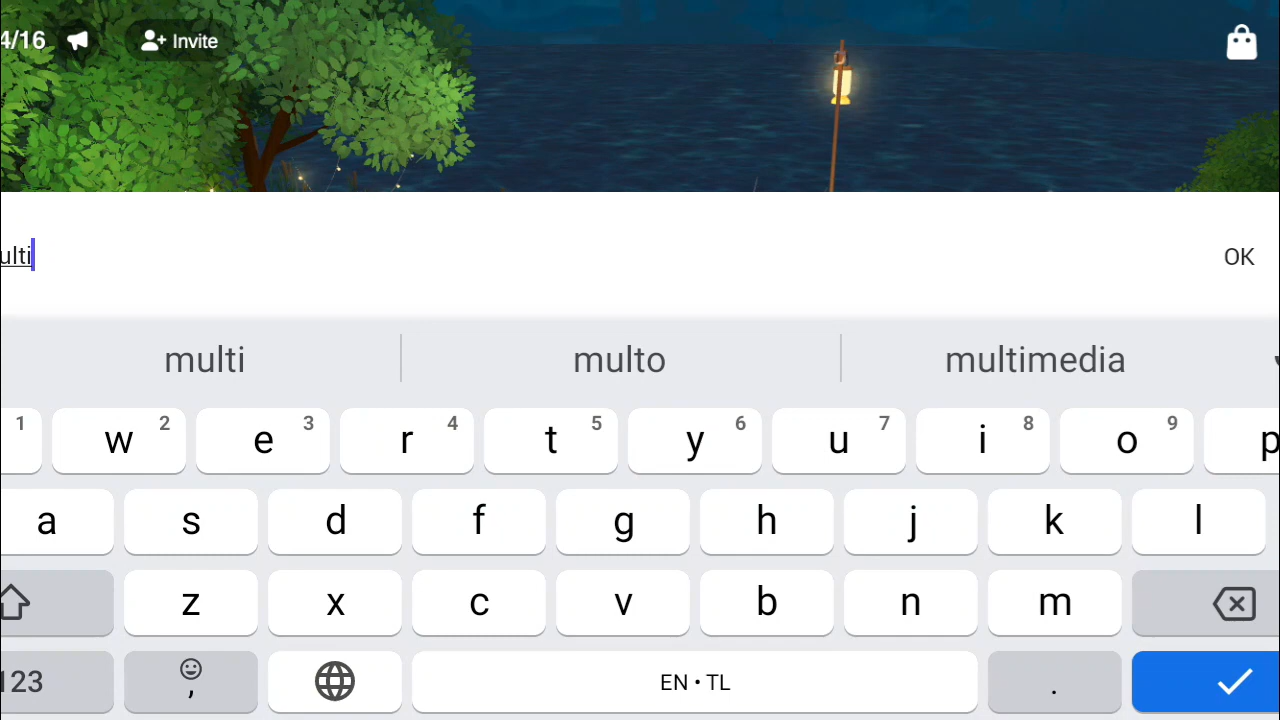 4/16 Invite
ulti
OK
multi multo multimedia
1 w 2 e 3 r 4 t 5 y 6 u 7 i 8 o 9 p
a s d f g h j k l
z x c v b n m
123 , EN • TL .